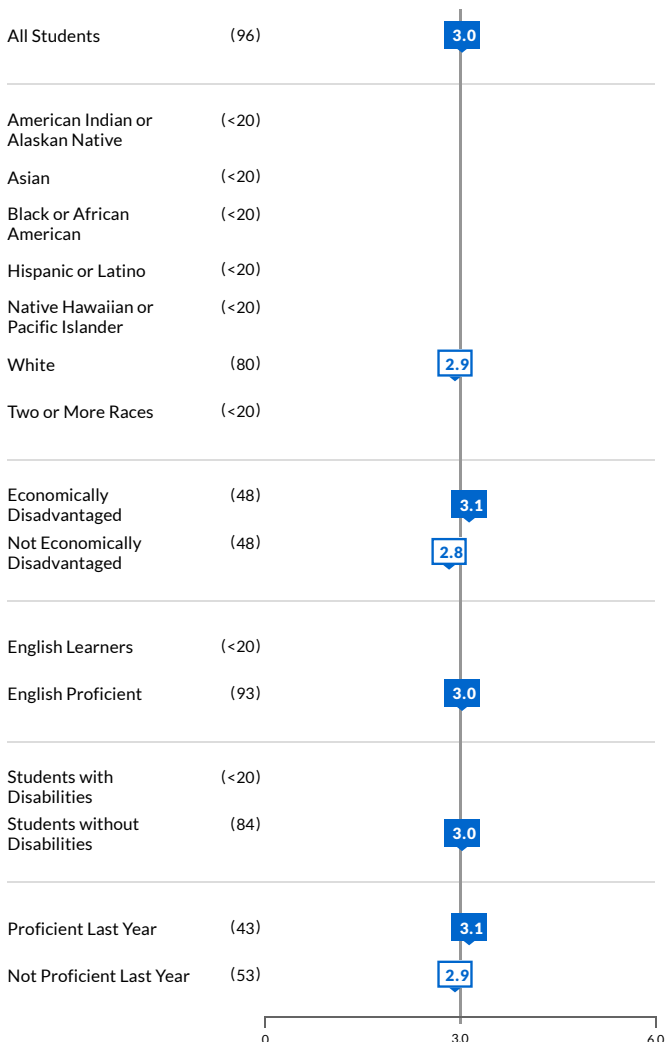 All Students (96) 3.0
American Indian or (<20)
Alaskan Native
Asian (<20)
Black or African (<20)
American
Hispanic or Latino (<20)
Native Hawaiian or (<20)
Pacific Islander
White (80) 2.9
Two or More Races (<20)
Economically (48) 3.1
Disadvantaged
Not Economically (48) 2.8
Disadvantaged
English Learners (<20)
English Proficient (93) 3.0
Students with (<20)
Disabilities
Students without (84) 3.0
Disabilities
Proficient Last Year (43) 3.1
Not Proficient Last Year (53) 2.9
0 3.0 6.0